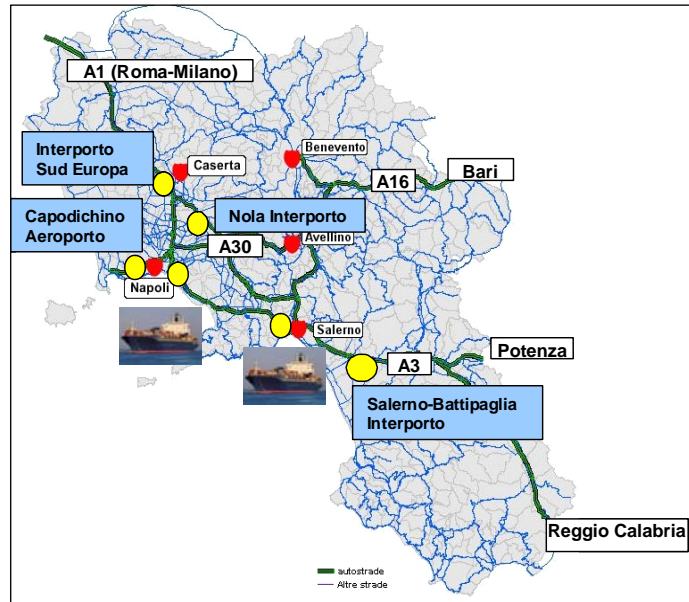 A1 (Roma-Milano)
Interporto
Sud Europa
Caserta
Benevento
A16
Bari
Capodichino
Aeroporto
Nola Interporto
A30
Avellino
Napoli
Salerno
A3
Potenza
Salerno-Battipaglia
Interporto
Reggio Calabria
autostrade
Altre strade